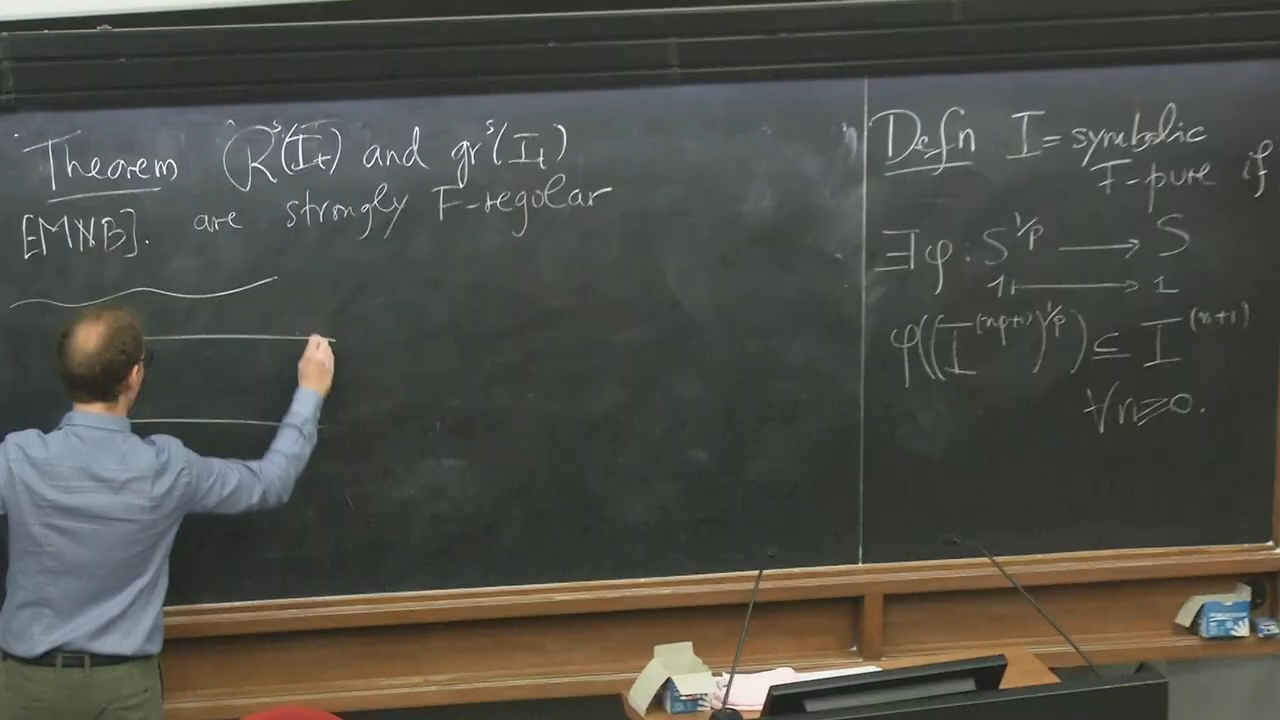 Theorem R^s(I_t) and gr^s(I_t)
[EMNB]. are strongly F-regular
Defn I = symbolic
F-pure if
∃φ: S^{1/p} ⟶ S
1 ⟼ 1
φ((I^{(np+1)})^{1/p}) ⊆ I^{(n+1)}
∀n⩾0.